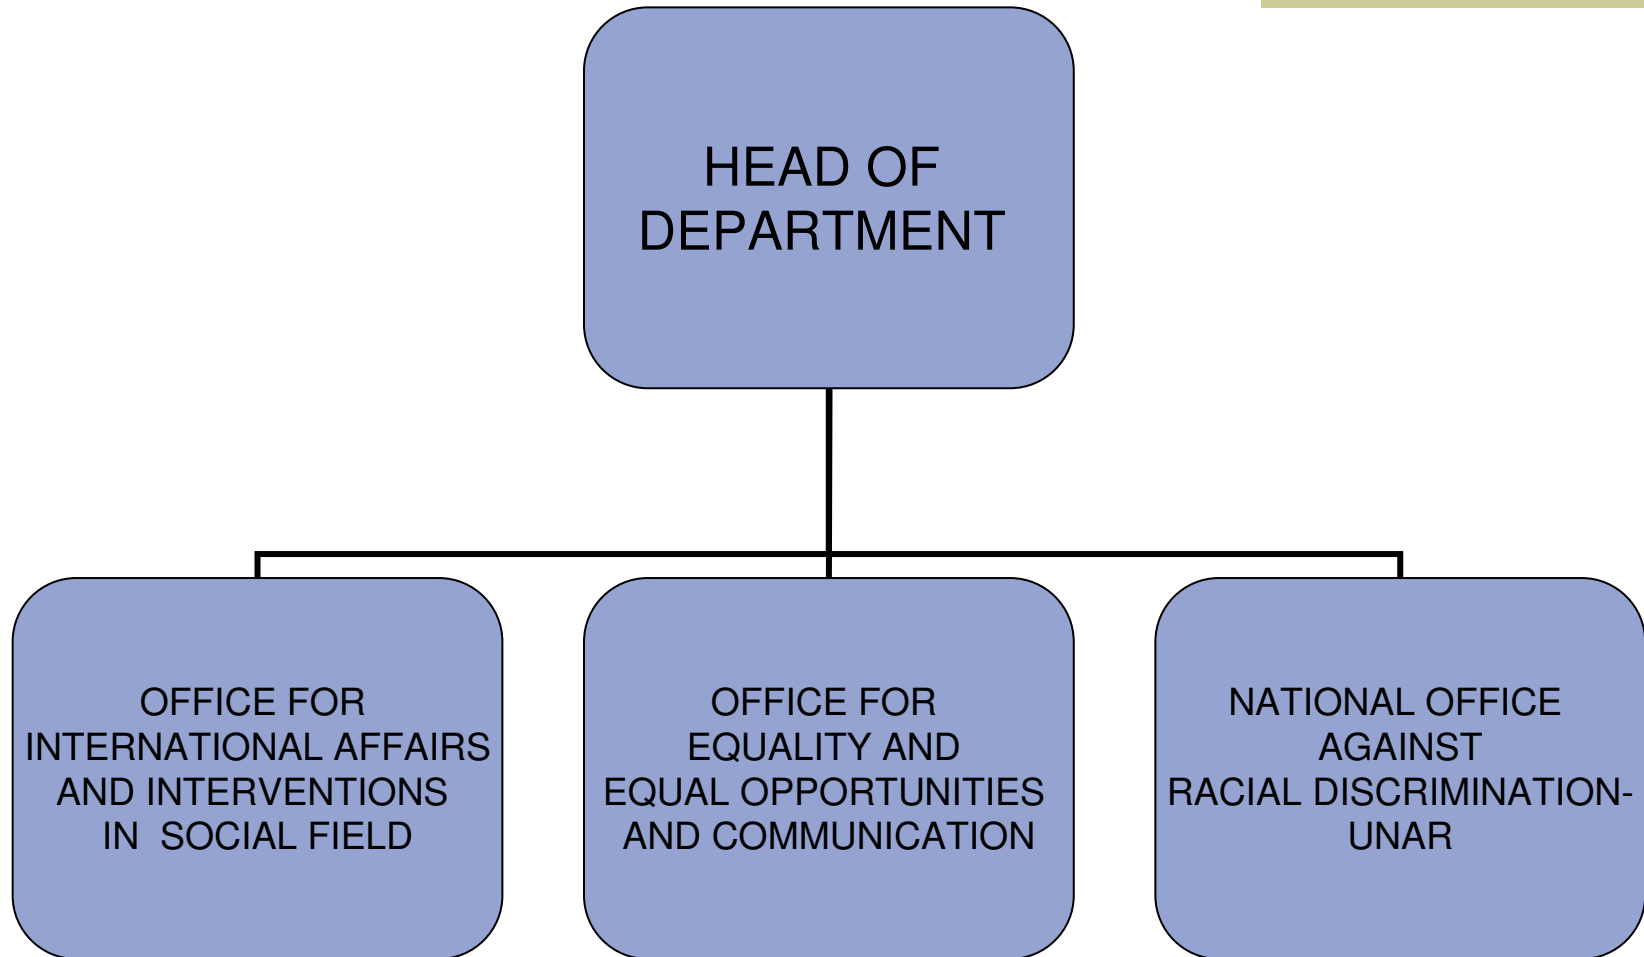 HEAD OF
DEPARTMENT
OFFICE FOR
INTERNATIONAL AFFAIRS
AND INTERVENTIONS
IN SOCIAL FIELD
OFFICE FOR
EQUALITY AND
EQUAL OPPORTUNITIES
AND COMMUNICATION
NATIONAL OFFICE
AGAINST
RACIAL DISCRIMINATION-
UNAR